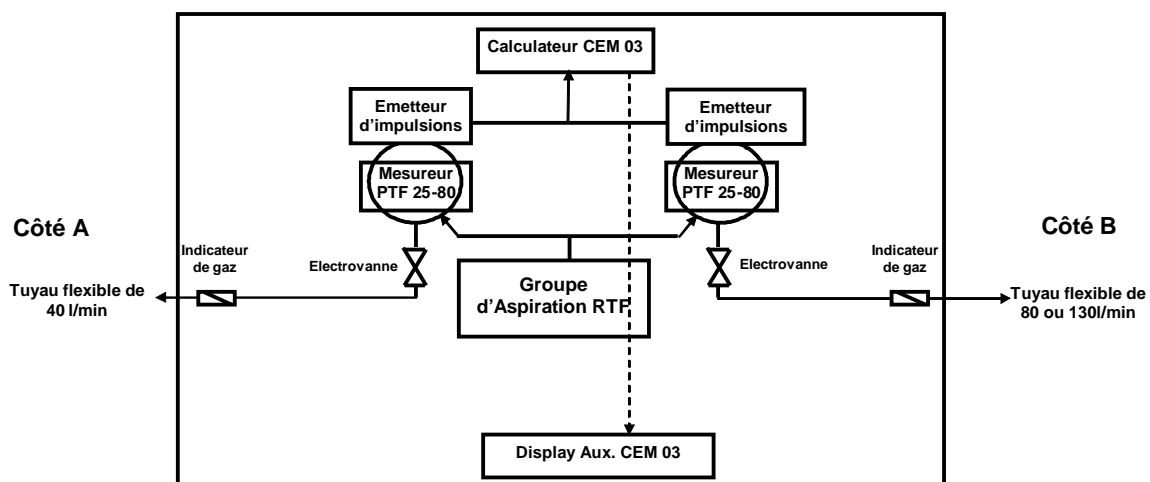 Calculateur CEM 03
Emetteur
d’impulsions
Emetteur
d’impulsions
Mesureur
PTF 25-80
Mesureur
PTF 25-80
Côté A
Côté B
Indicateur
de gaz
Electrovanne
Electrovanne
Indicateur
de gaz
Groupe
d’Aspiration RTF
Tuyau flexible de
40 l/min
Tuyau flexible de
80 ou 130l/min
Display Aux. CEM 03